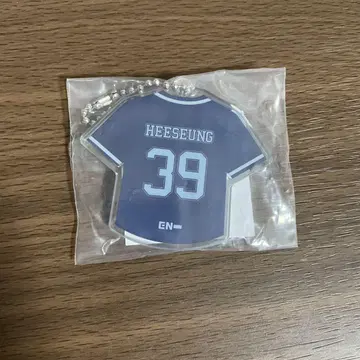 HEESEUNG
39
EN-